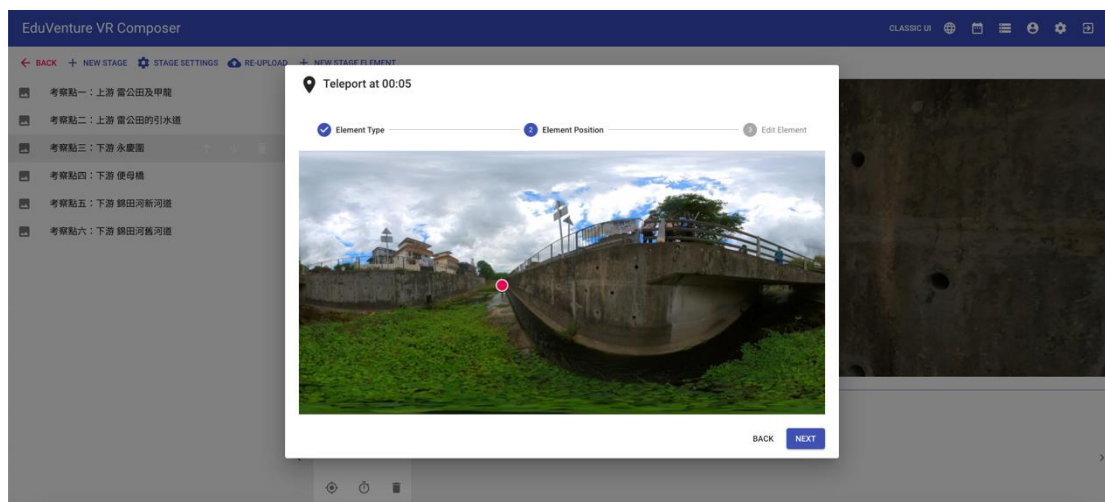 EduVenture VR Composer
CLASSIC UI
BACK + NEW STAGE STAGE SETTINGS RE-UPLOAD + NEW STAGE ELEMENT
考察點一：上游 雷公田及甲龍
考察點二：上游 雷公田的引水道
考察點三：下游 永慶圍
考察點四：下游 便母橋
考察點五：下游 錦田河新河道
考察點六：下游 錦田河舊河道
Teleport at 00:05
Element Type
2 Element Position
3 Edit Element
BACK NEXT